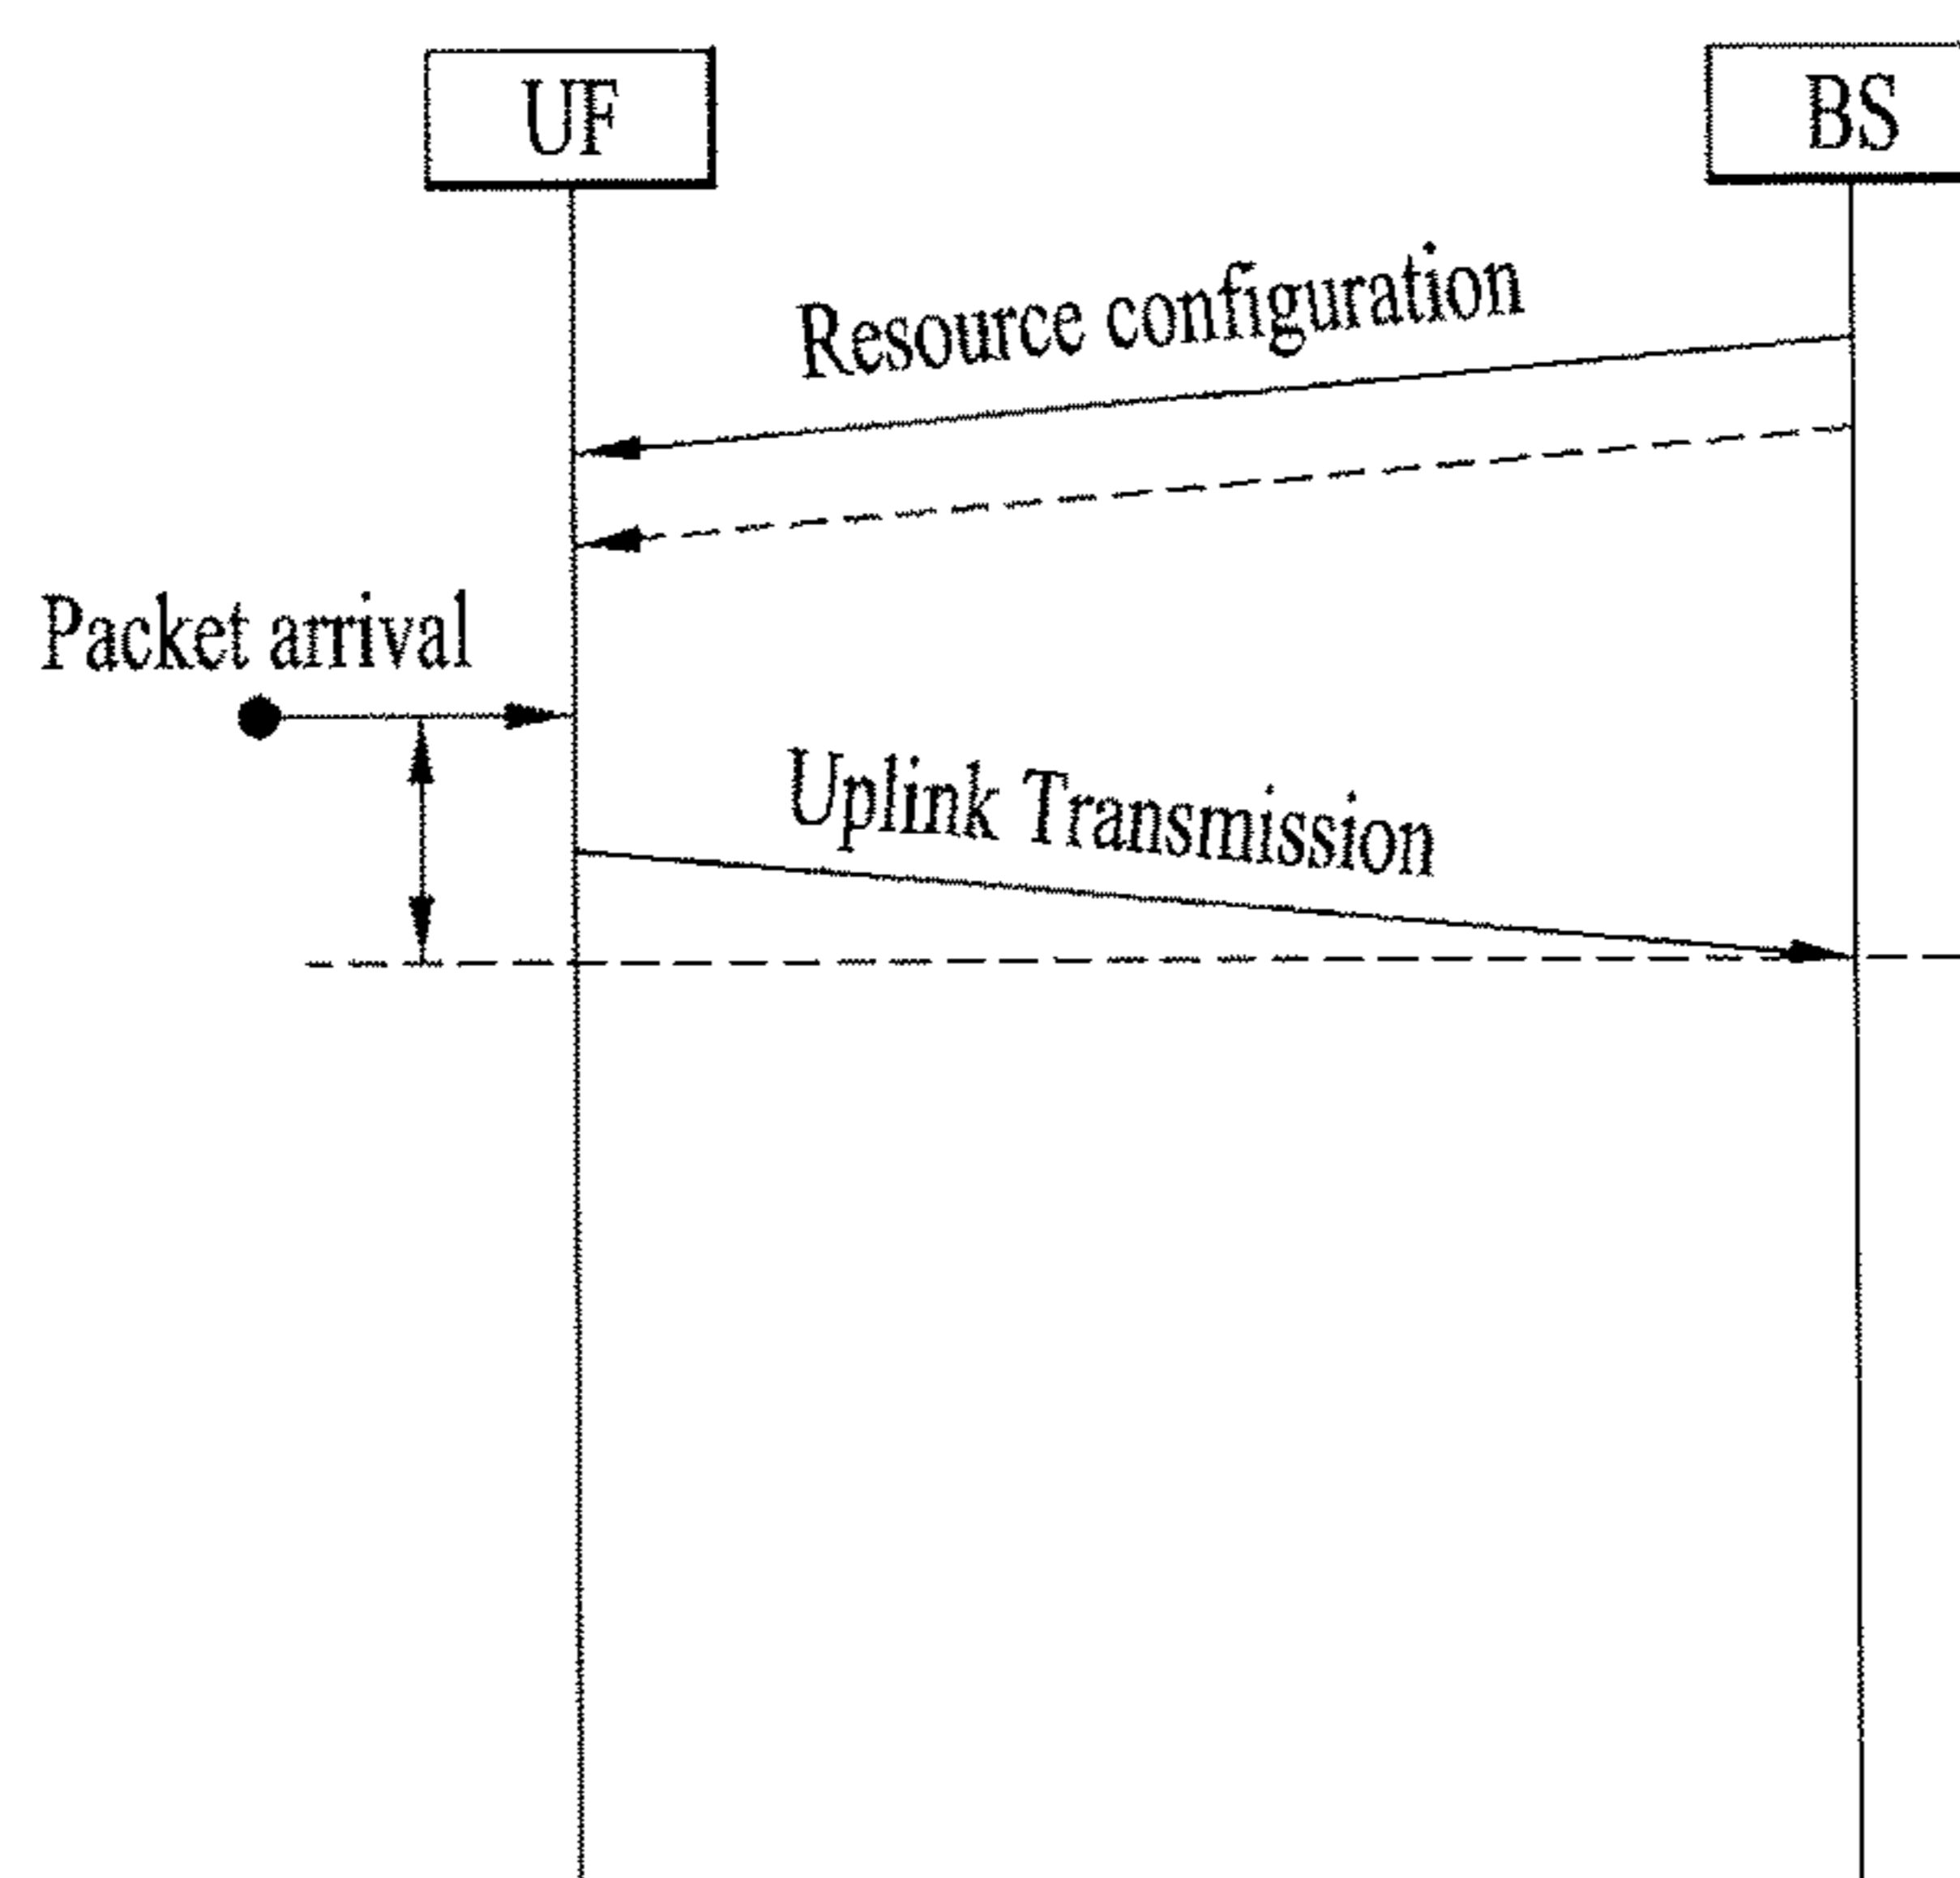 UF
BS
Resource configuration
Packet arrival
Uplink Transmission